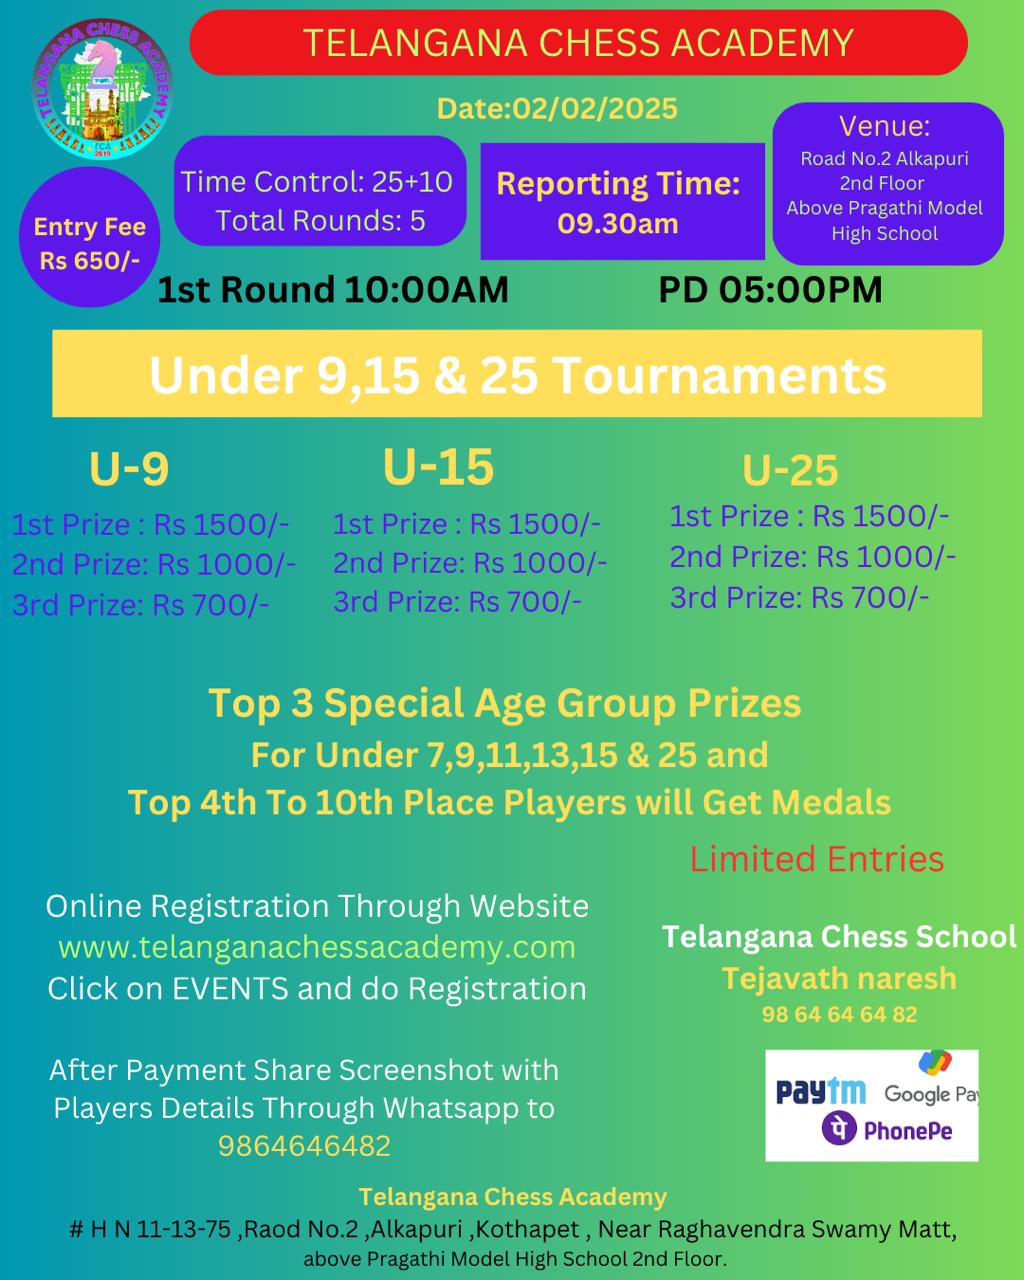 TELANGANA CHESS ACADEMY
TELANGANA CHESS ACADEMY
TCA
2019
Date:02/02/2025
Venue:
Road No.2 Alkapuri
2nd Floor
Above Pragathi Model
High School
Time Control: 25+10
Total Rounds: 5
Reporting Time:
09.30am
Entry Fee
Rs 650/-
1st Round 10:00AM
PD 05:00PM
Under 9,15 & 25 Tournaments
U-9
1st Prize : Rs 1500/-
2nd Prize: Rs 1000/-
3rd Prize: Rs 700/-
U-15
1st Prize : Rs 1500/-
2nd Prize: Rs 1000/-
3rd Prize: Rs 700/-
U-25
1st Prize : Rs 1500/-
2nd Prize: Rs 1000/-
3rd Prize: Rs 700/-
Top 3 Special Age Group Prizes
For Under 7,9,11,13,15 & 25 and
Top 4th To 10th Place Players will Get Medals
Limited Entries
Online Registration Through Website
www.telanganachessacademy.com
Click on EVENTS and do Registration
Telangana Chess School
Tejavath naresh
98 64 64 64 82
After Payment Share Screenshot with
Players Details Through Whatsapp to
9864646482
paytm
Google Pay
पे PhonePe
Telangana Chess Academy
# H N 11-13-75 ,Raod No.2 ,Alkapuri ,Kothapet , Near Raghavendra Swamy Matt,
above Pragathi Model High School 2nd Floor.